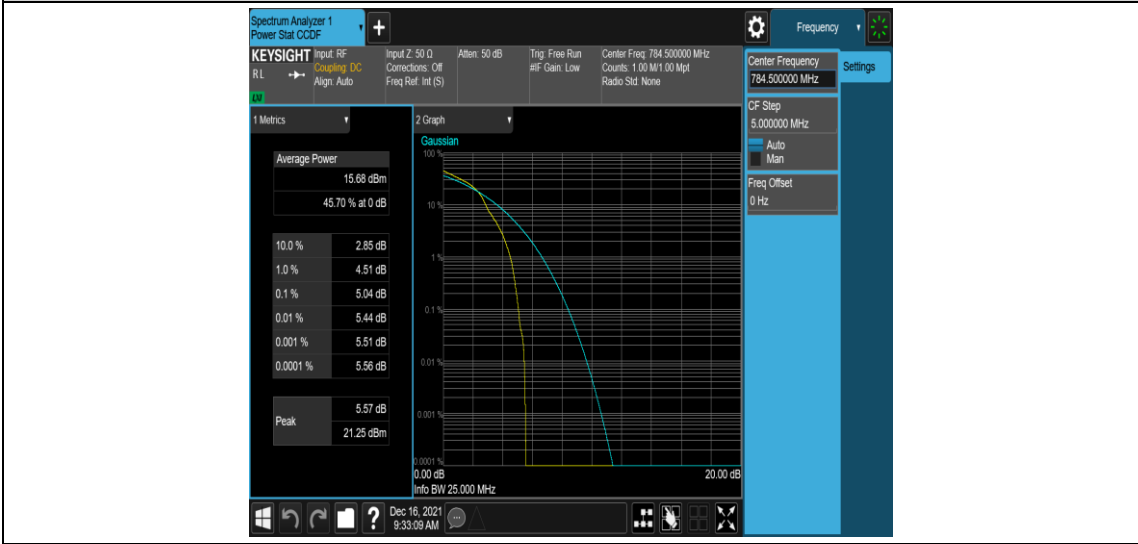 Spectrum Analyzer 1
Power Stat CCDF
+
Frequency
KEYSIGHT
RL
LXI
Input: RF
Coupling: DC
Align: Auto
Input Z: 50 Ω
Corrections: Off
Freq Ref: Int (S)
Atten: 50 dB
Trig: Free Run
#IF Gain: Low
Center Freq: 784.500000 MHz
Counts: 1.00 M/1.00 Mpt
Radio Std: None
Center Frequency
784.500000 MHz
Settings
CF Step
5.000000 MHz
Auto
Man
Freq Offset
0 Hz
1 Metrics
Average Power
15.68 dBm
45.70 % at 0 dB
10.0 % 2.85 dB
1.0 % 4.51 dB
0.1 % 5.04 dB
0.01 % 5.44 dB
0.001 % 5.51 dB
0.0001 % 5.56 dB
Peak 5.57 dB
21.25 dBm
2 Graph
Gaussian
100 %
10 %
1 %
0.1 %
0.01 %
0.001 %
0.0001 %
0.00 dB 20.00 dB
Info BW 25.000 MHz
?
Dec 16, 2021
9:33:09 AM